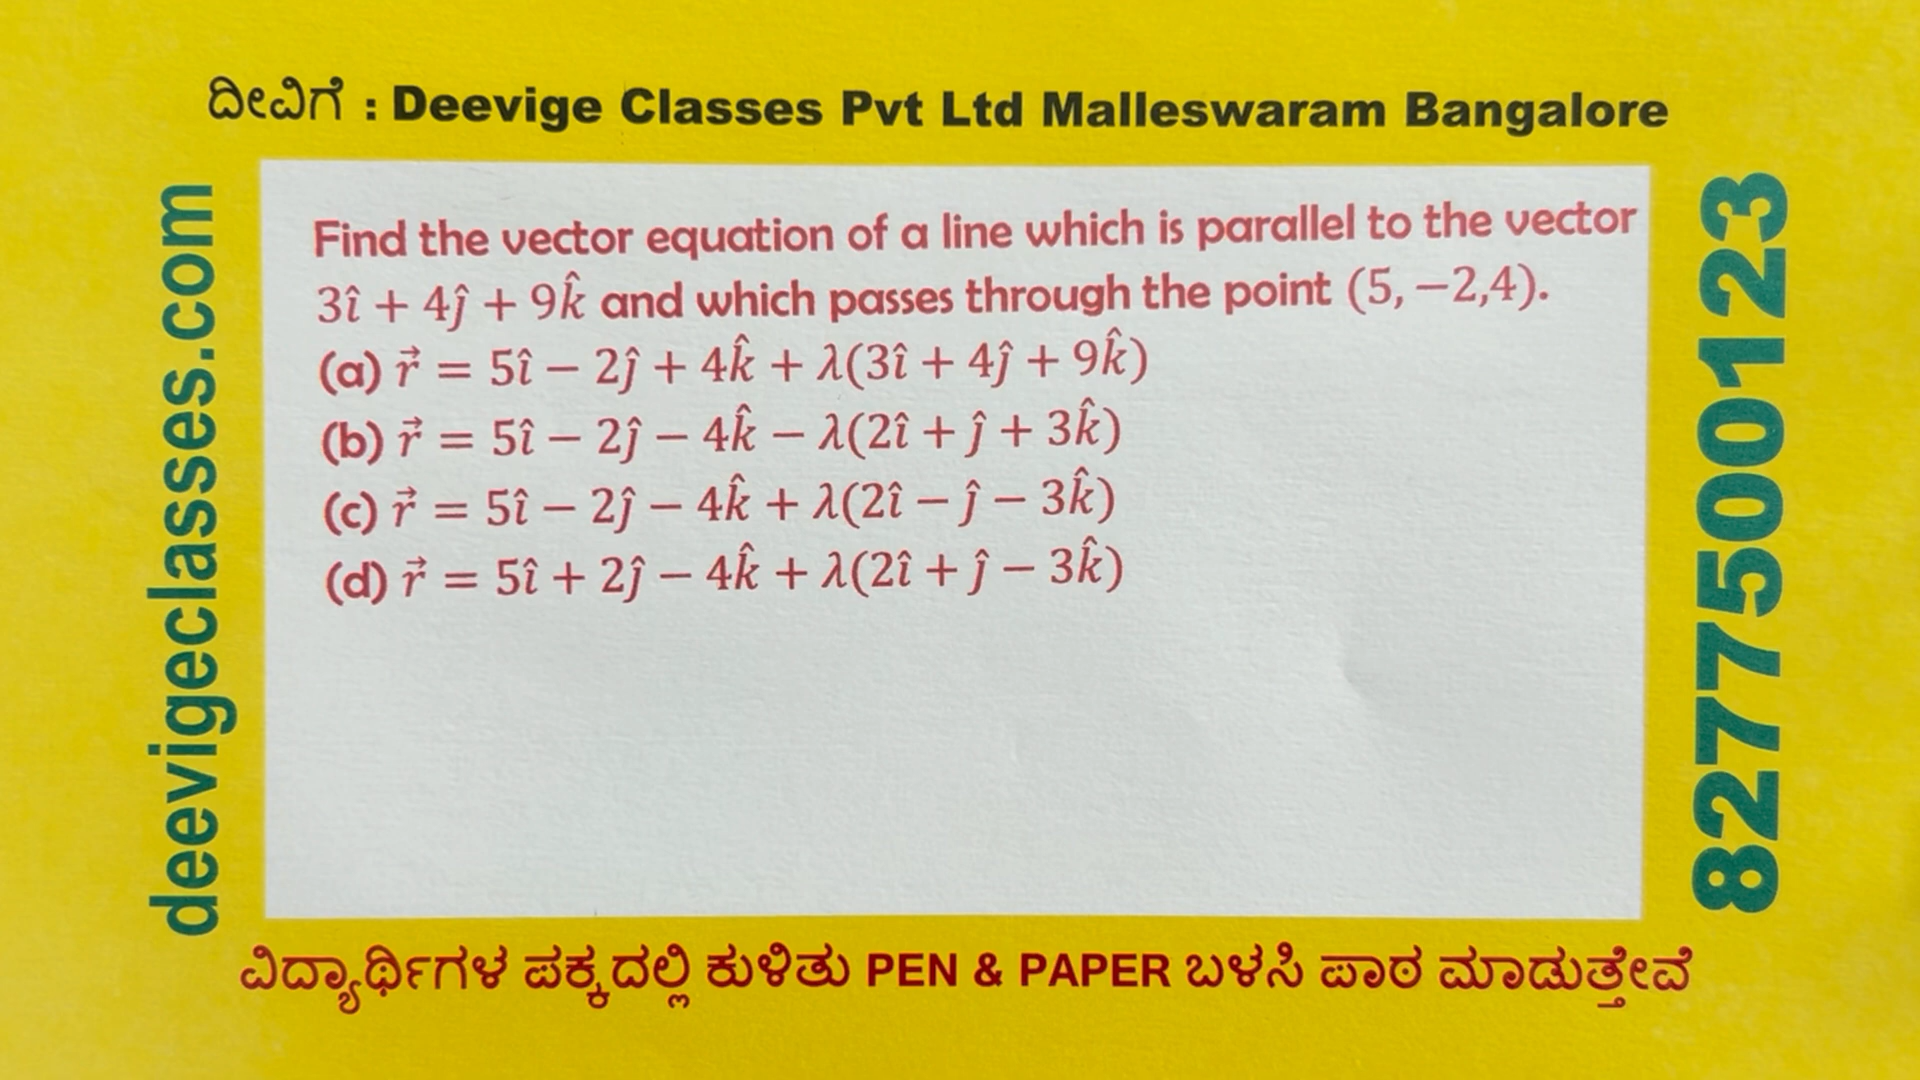 ದೀವಿಗೆ : Deevige Classes Pvt Ltd Malleswaram Bangalore
deevigeclasses.com
Find the vector equation of a line which is parallel to the vector
3î + 4ĵ + 9k̂ and which passes through the point (5, −2,4).
(a) r⃗ = 5î − 2ĵ + 4k̂ + λ(3î + 4ĵ + 9k̂)
(b) r⃗ = 5î − 2ĵ − 4k̂ − λ(2î + ĵ + 3k̂)
(c) r⃗ = 5î − 2ĵ − 4k̂ + λ(2î − ĵ − 3k̂)
(d) r⃗ = 5î + 2ĵ − 4k̂ + λ(2î + ĵ − 3k̂)
8277500123
ವಿದ್ಯಾರ್ಥಿಗಳ ಪಕ್ಕದಲ್ಲಿ ಕುಳಿತು PEN & PAPER ಬಳಸಿ ಪಾಠ ಮಾಡುತ್ತೇವೆ